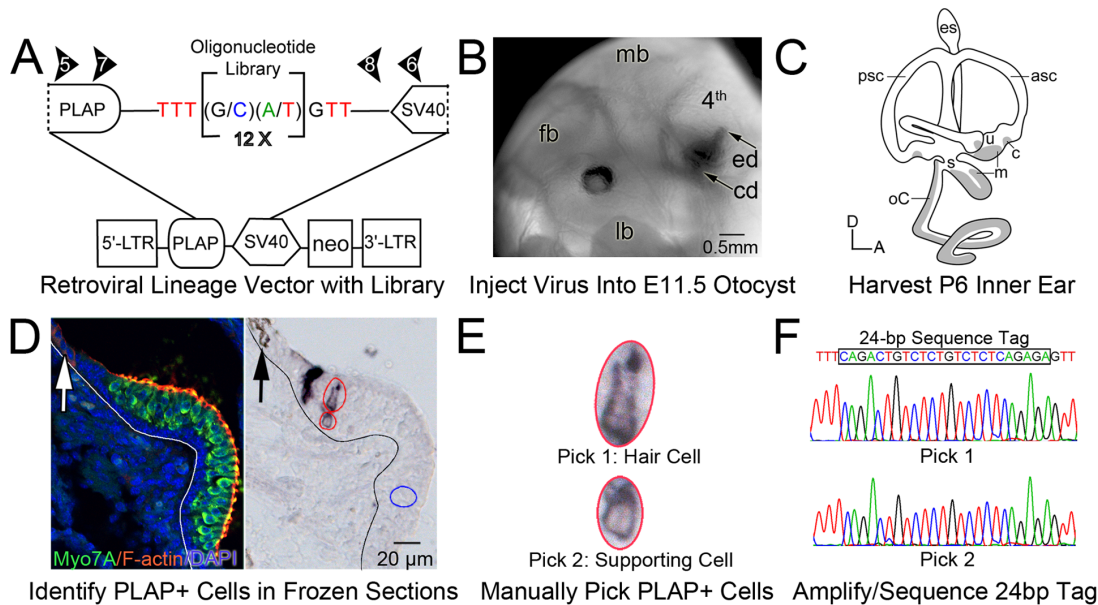 A
5 7
PLAP
Oligonucleotide
Library
TTT (G/C)(A/T) GTT
12 X
8 6
SV40
5'-LTR PLAP SV40 neo 3'-LTR
Retroviral Lineage Vector with Library
B
mb
4th
fb
ed
cd
lb
0.5mm
Inject Virus Into E11.5 Otocyst
C
es
psc
asc
u
c
s
m
oC
D
A
Harvest P6 Inner Ear
D
Myo7A/F-actin/DAPI
20 µm
Identify PLAP+ Cells in Frozen Sections
E
Pick 1: Hair Cell
Pick 2: Supporting Cell
Manually Pick PLAP+ Cells
F
24-bp Sequence Tag
TTTCAGACTGTCTCTGTCTCTCAGAGAGTT
Pick 1
Pick 2
Amplify/Sequence 24bp Tag